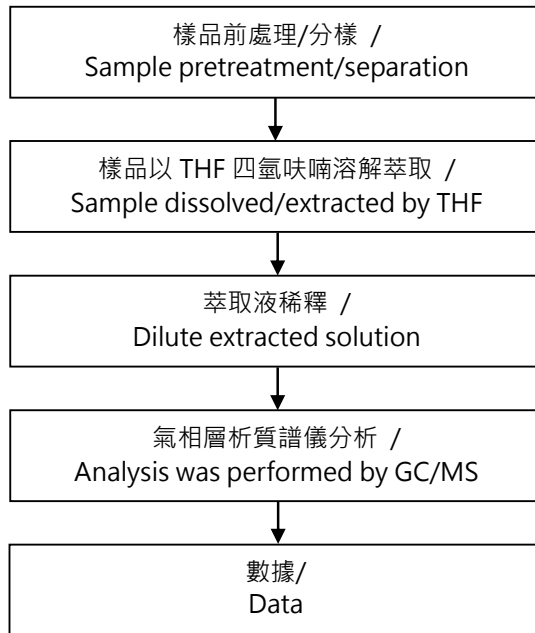 樣品前處理/分樣 /
Sample pretreatment/separation
樣品以 THF 四氫呋喃溶解萃取 /
Sample dissolved/extracted by THF
萃取液稀釋 /
Dilute extracted solution
氣相層析質譜儀分析 /
Analysis was performed by GC/MS
數據/
Data